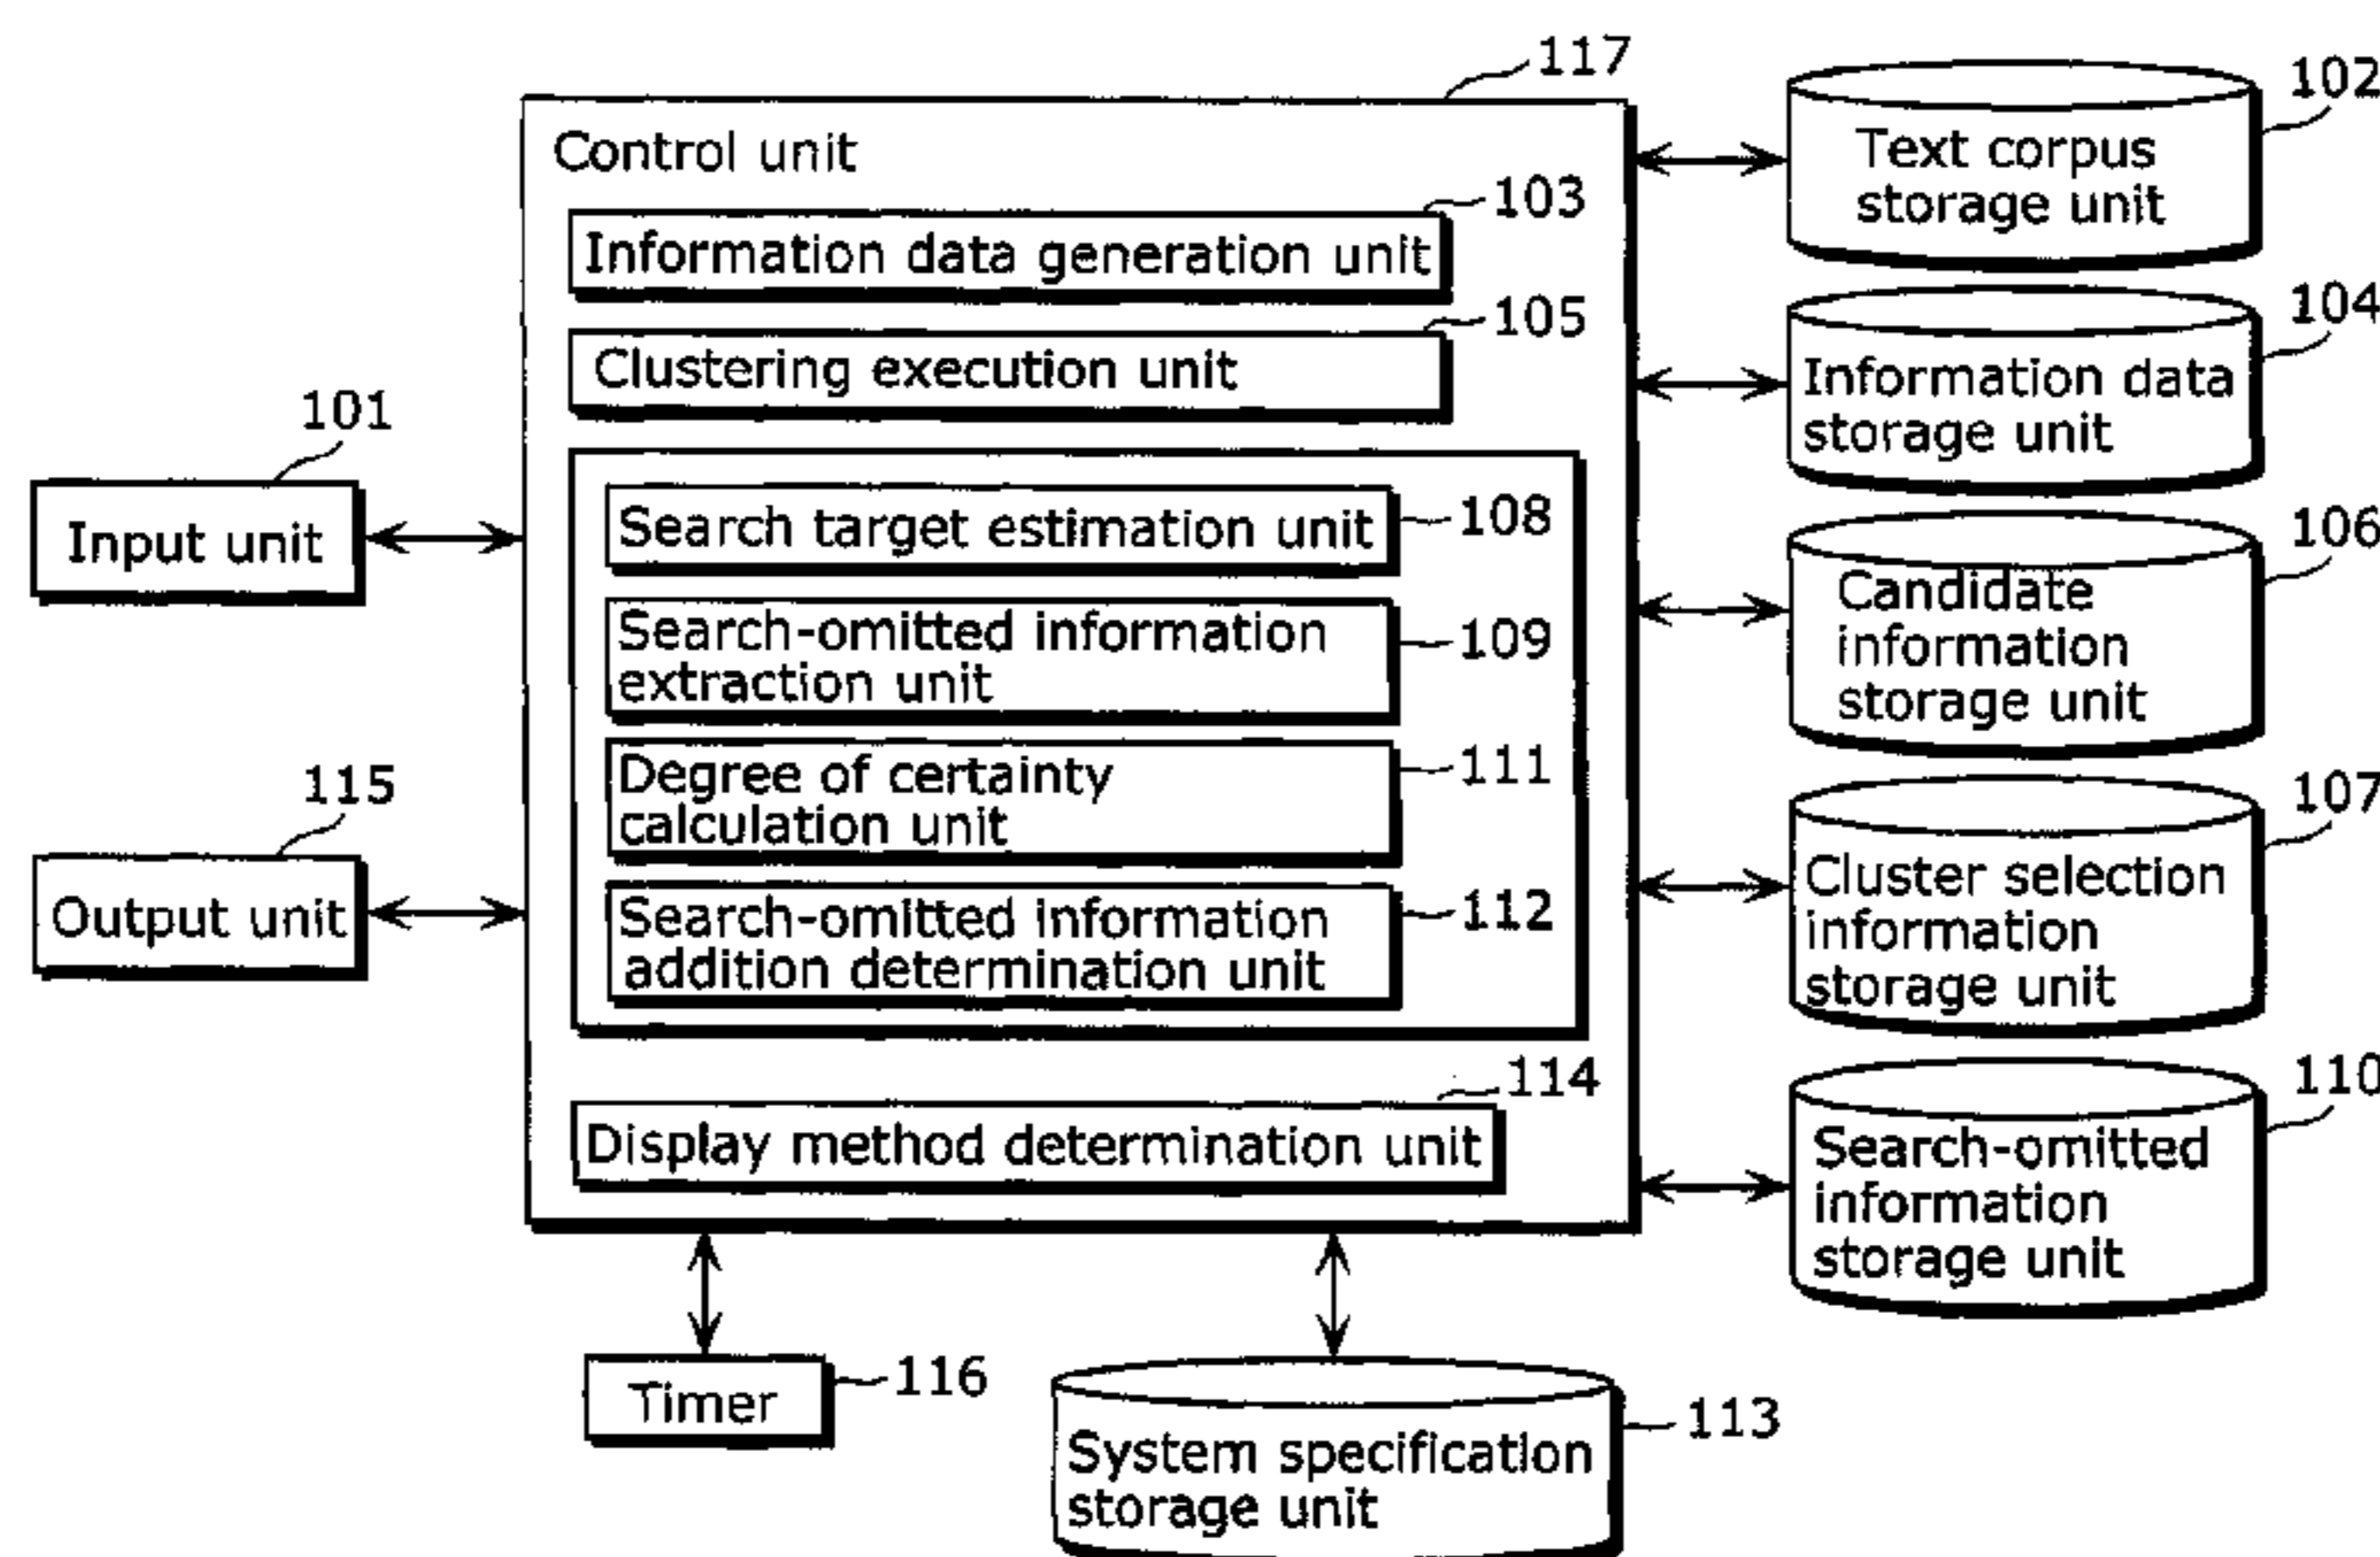 117
102
Control unit
Text corpus
storage unit
103
Information data generation unit
104
105
Clustering execution unit
Information data
storage unit
101
Input unit
108
Search target estimation unit
106
Candidate
information
storage unit
109
Search-omitted information
extraction unit
111
Degree of certainty
calculation unit
107
Cluster selection
information
storage unit
115
Output unit
112
Search-omitted information
addition determination unit
114
Display method determination unit
110
Search-omitted
information
storage unit
Timer
116
113
System specification
storage unit